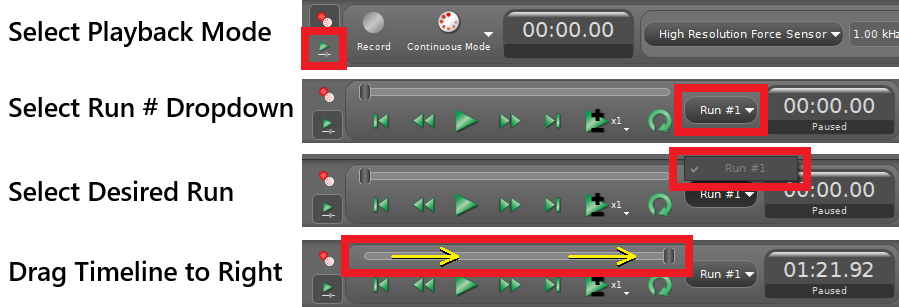 Select Playback Mode
Record
Continuous Mode
00:00.00
High Resolution Force Sensor
1.00 kHz
Select Run # Dropdown
x1
Run #1
00:00.00
Paused
Run #1
Select Desired Run
x1
Run #1
00:00.00
Paused
Drag Timeline to Right
x1
Run #1
01:21.92
Paused